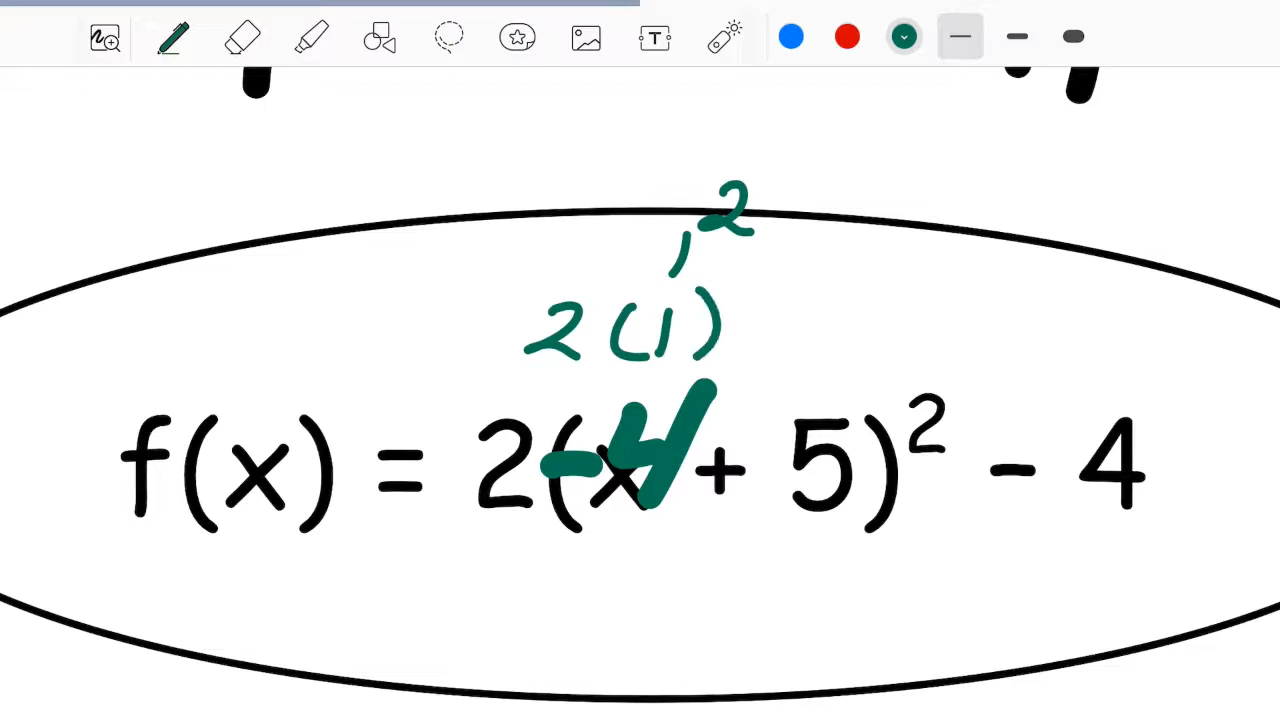 1²
2(1)
-4
f(x) = 2(x + 5)² - 4